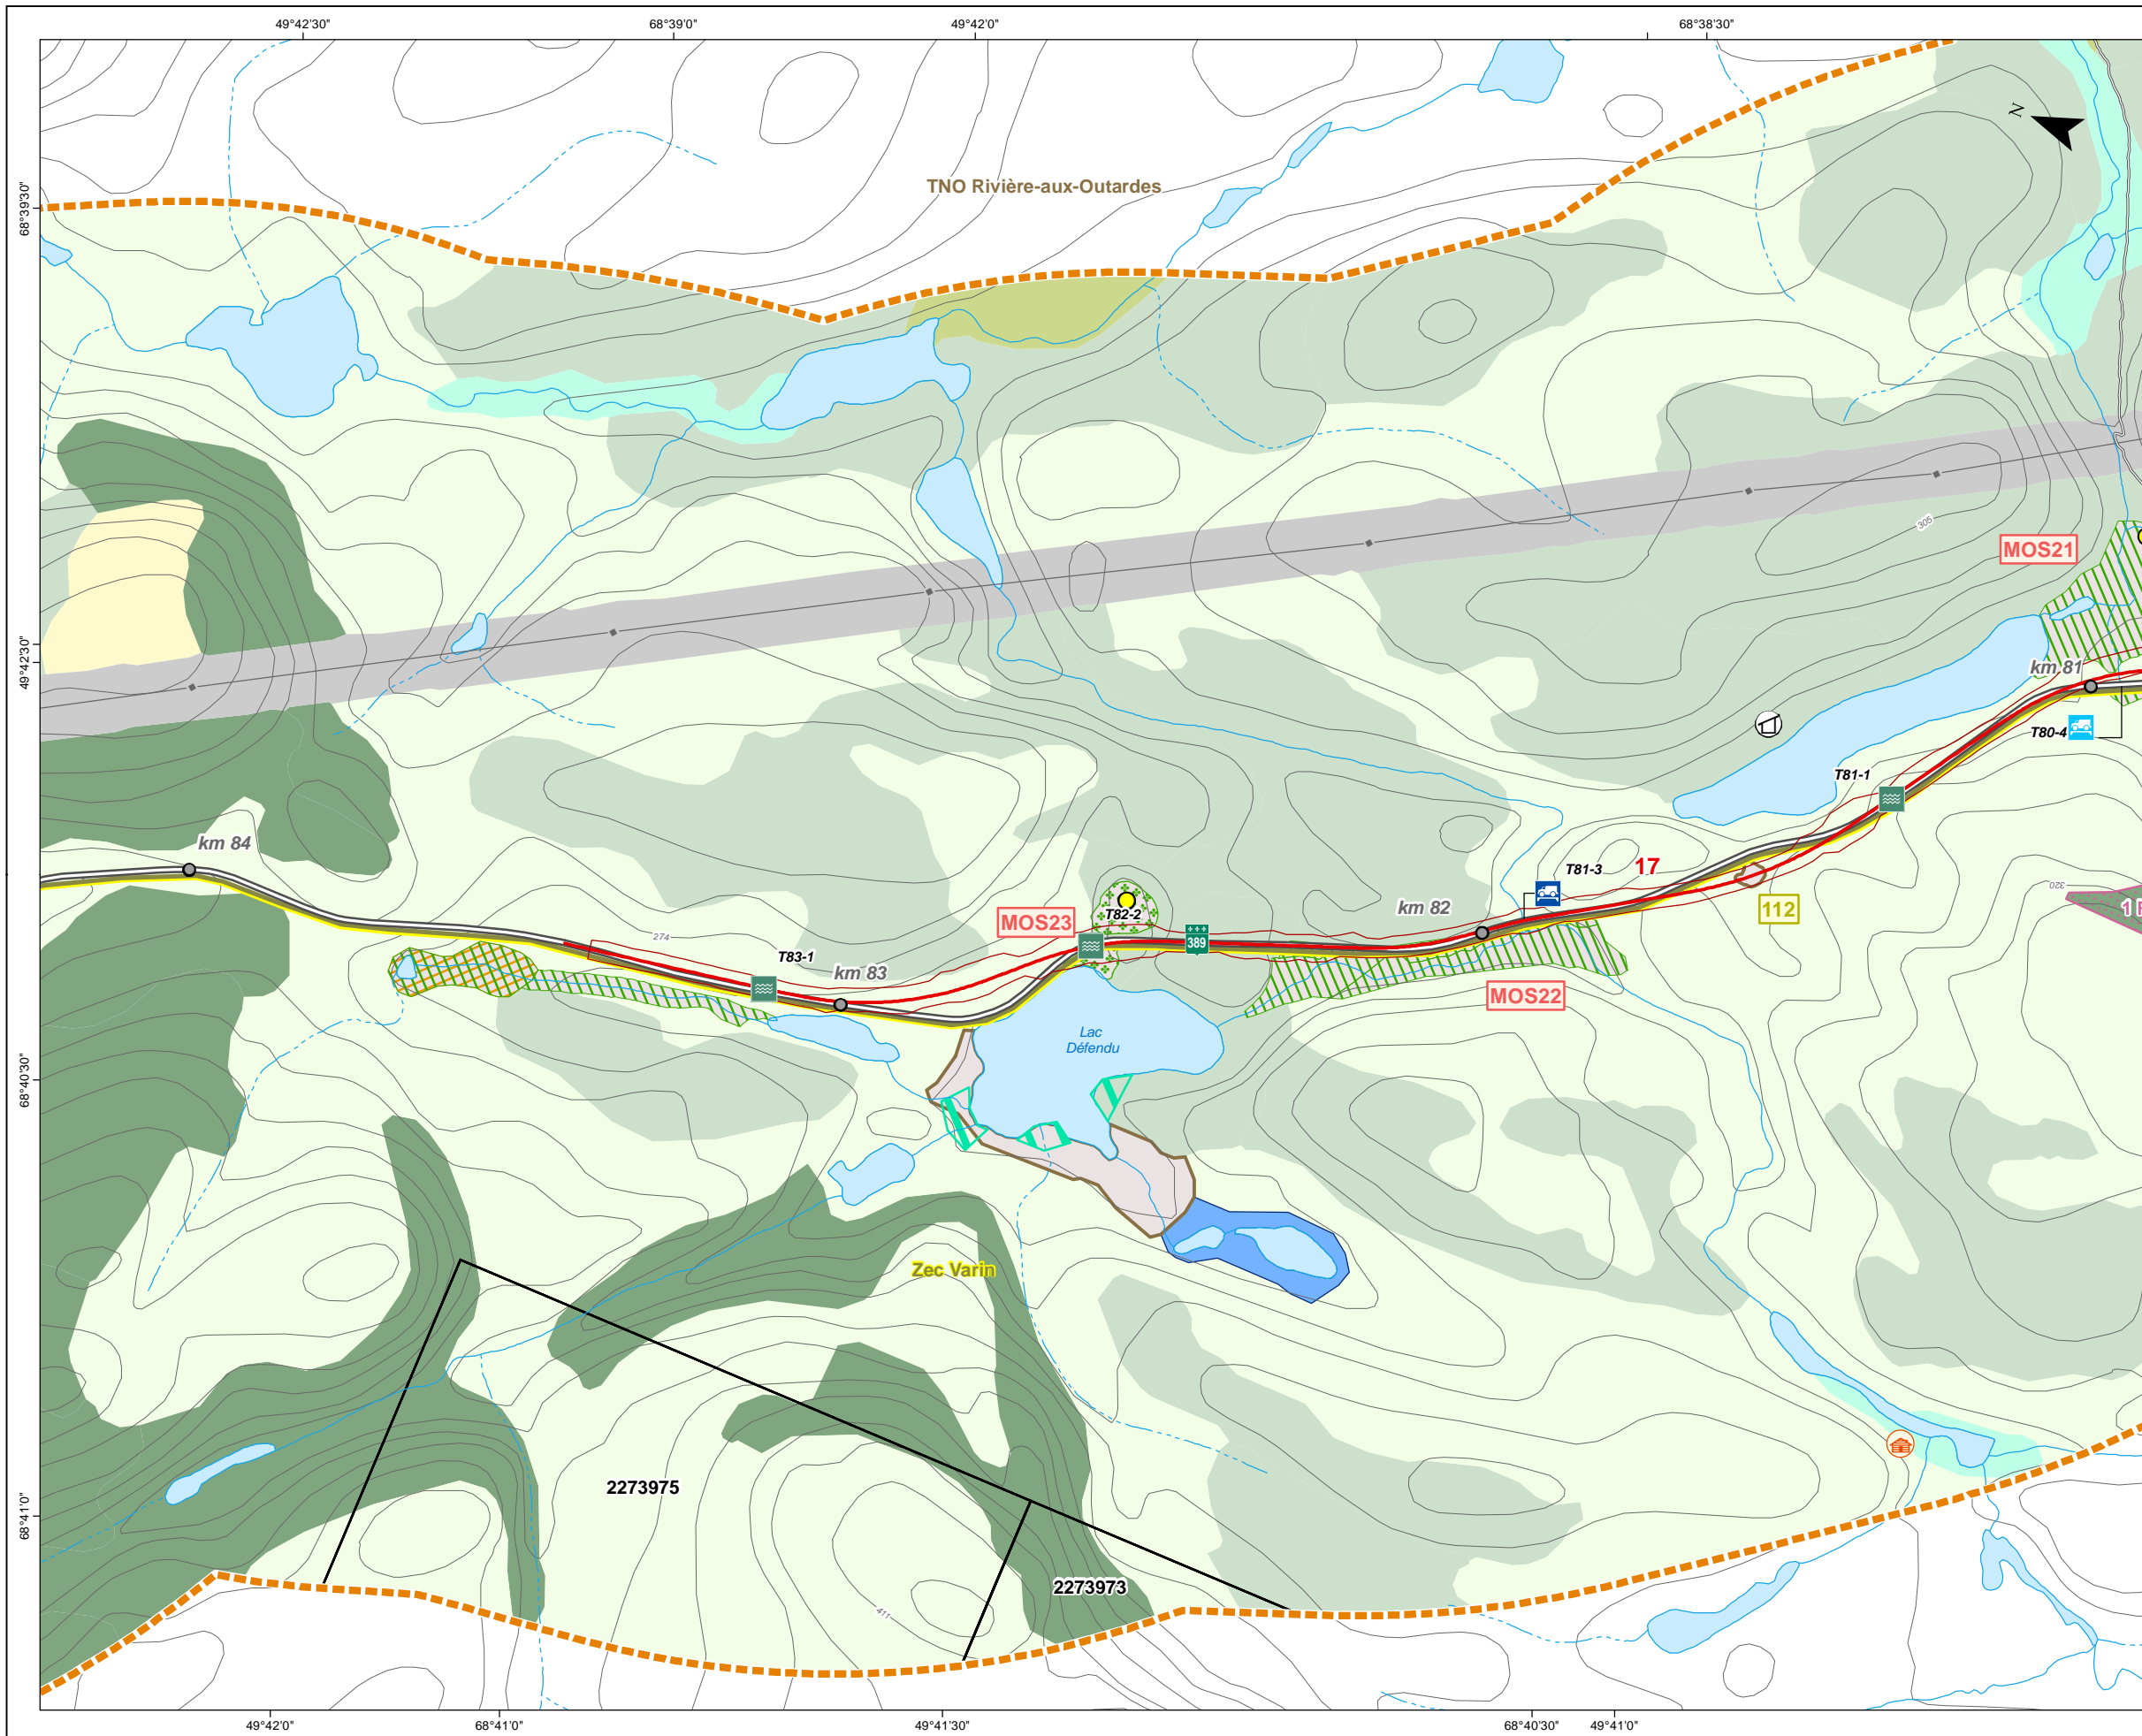 49°42'30"
68°39'0"
49°42'0"
68°38'30"
N
TNO Rivière-aux-Outardes
68°39'30"
305
MOS21
49°42'30"
km 81
T80-4
T81-1
km 84
T81-3
17
320
112
1 F
km 82
T82-2
MOS23
389
274
T83-1
km 83
MOS22
Lac
Défendu
68°40'30"
Zec Varin
2273975
68°41'0"
2273973
411
49°42'0"
68°41'0"
49°41'30"
68°40'30"
49°41'0"